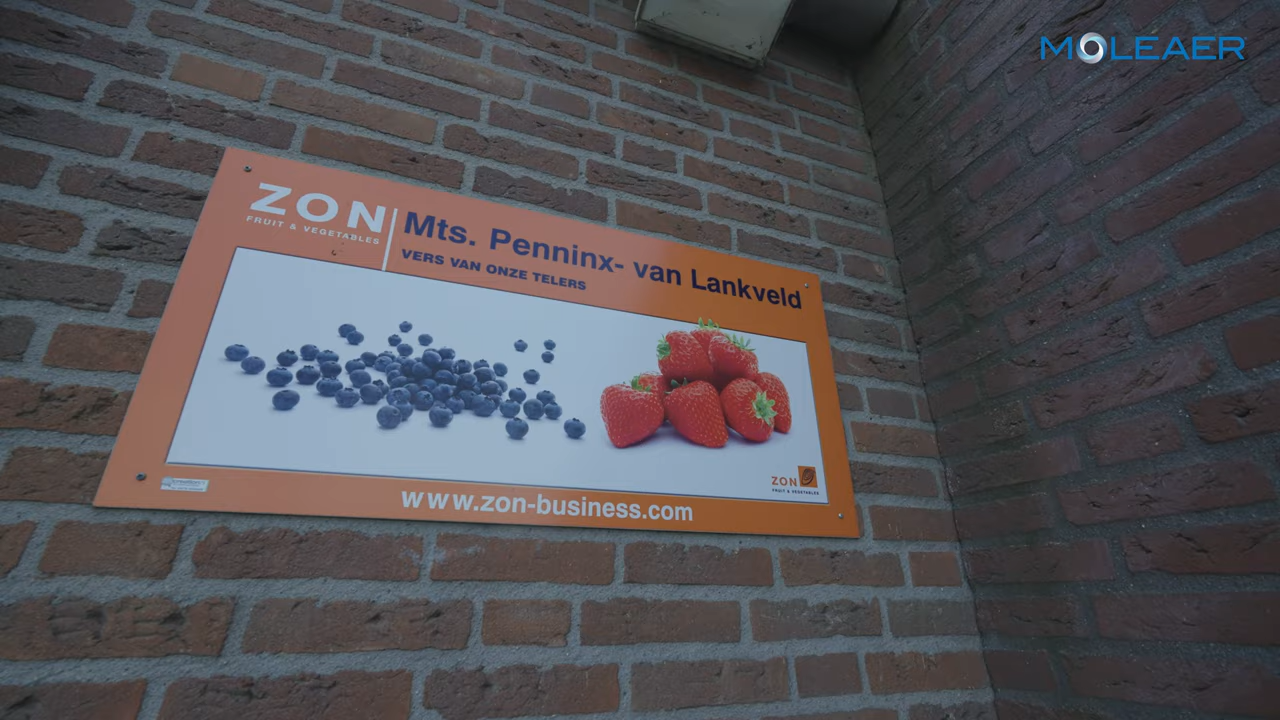 MOLEAER
ZON
FRUIT & VEGETABLES
Mts. Penninx- van Lankveld
VERS VAN ONZE TELERS
ZON
FRUIT & VEGETABLES
www.zon-business.com